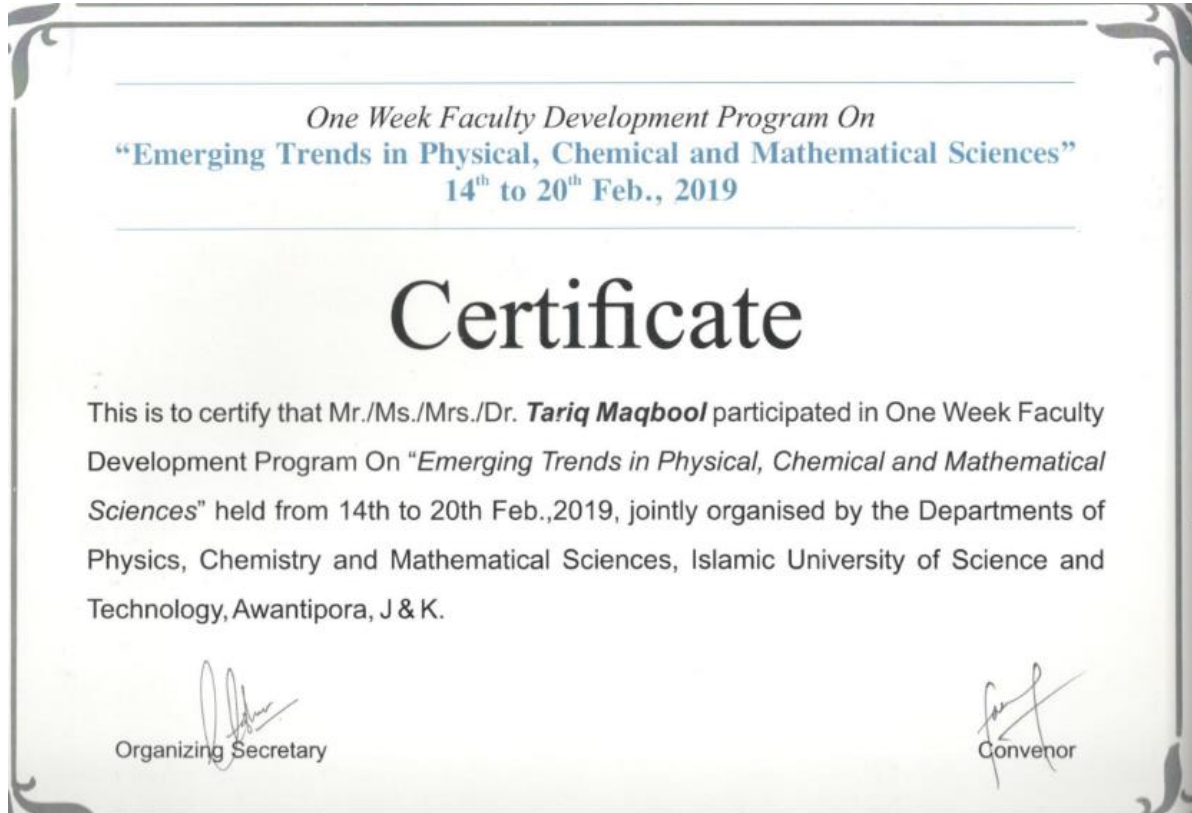 One Week Faculty Development Program On
“Emerging Trends in Physical, Chemical and Mathematical Sciences”
14th to 20th Feb., 2019
Certificate
This is to certify that Mr./Ms./Mrs./Dr. Tariq Maqbool participated in One Week Faculty
Development Program On “Emerging Trends in Physical, Chemical and Mathematical
Sciences” held from 14th to 20th Feb.,2019, jointly organised by the Departments of
Physics, Chemistry and Mathematical Sciences, Islamic University of Science and
Technology, Awantipora, J & K.
Organizing Secretary
Convenor